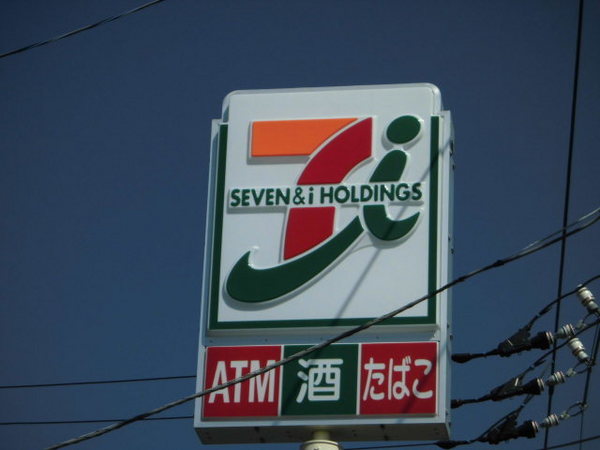 SEVEN & i HOLDINGS
ATM 酒 たばこ